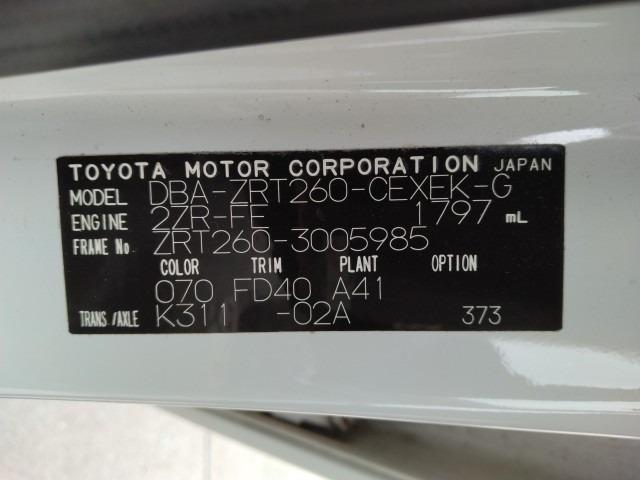 TOYOTA MOTOR CORPORATION JAPAN
MODEL DBA-ZRT260-CEXEK-G
ENGINE 2ZR-FE 1797 mL
FRAME No. ZRT260-3005985
COLOR TRIM PLANT OPTION
070 FD40 A41
TRANS./AXLE K311 -02A 373